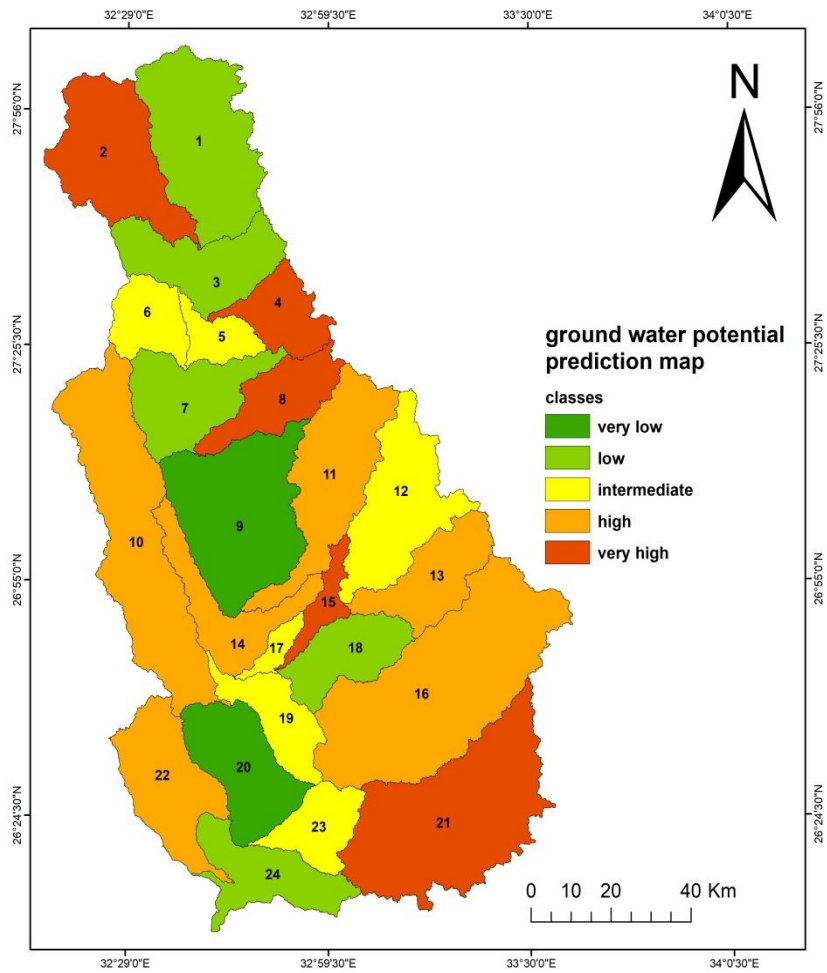 32°29'0"E 32°59'30"E 33°30'0"E 34°0'30"E
27°56'0"N 27°56'0"N
N
1
2
3
4
6
5
27°25'30"N 27°25'30"N
ground water potential
prediction map
classes
8
7
very low
low
11
12
intermediate
9
high
10
very high
13
26°55'0"N 26°55'0"N
15
14
17
18
16
19
20
22
26°24'30"N 26°24'30"N
21
23
24
0 10 20 40 Km
32°29'0"E 32°59'30"E 33°30'0"E 34°0'30"E